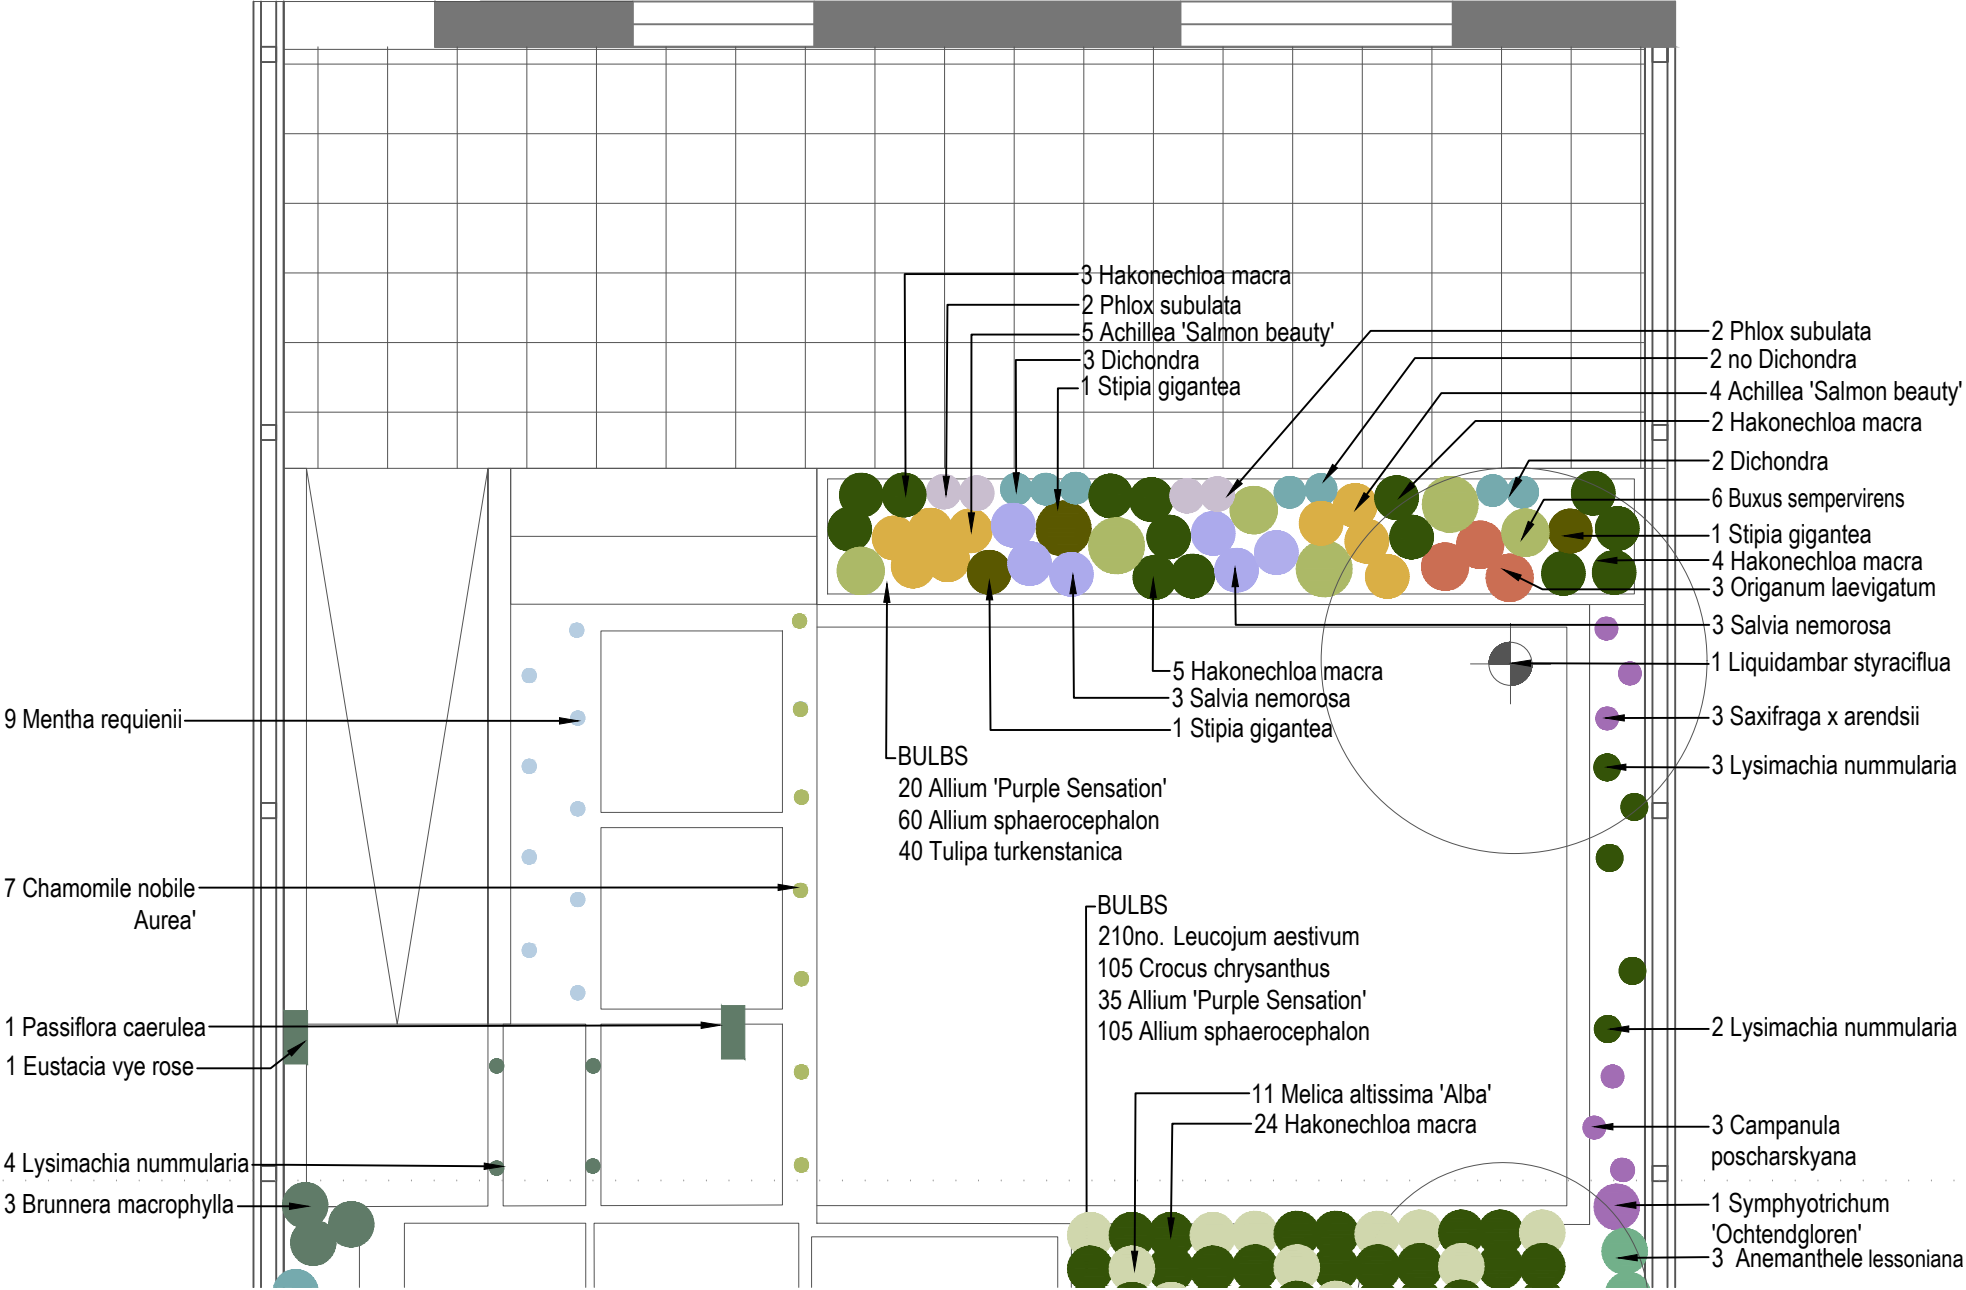 3 Hakonechloa macra
2 Phlox subulata
5 Achillea 'Salmon beauty'
3 Dichondra
1 Stipia gigantea
2 Phlox subulata
2 no Dichondra
4 Achillea 'Salmon beauty'
2 Hakonechloa macra
2 Dichondra
6 Buxus sempervirens
1 Stipia gigantea
4 Hakonechloa macra
3 Origanum laevigatum
3 Salvia nemorosa
1 Liquidambar styraciflua
3 Saxifraga x arendsii
3 Lysimachia nummularia
5 Hakonechloa macra
3 Salvia nemorosa
1 Stipia gigantea
BULBS
20 Allium 'Purple Sensation'
60 Allium sphaerocephalon
40 Tulipa turkenstanica
9 Mentha requienii
7 Chamomile nobile
Aurea'
1 Passiflora caerulea
1 Eustacia vye rose
4 Lysimachia nummularia
3 Brunnera macrophylla
BULBS
210no. Leucojum aestivum
105 Crocus chrysanthus
35 Allium 'Purple Sensation'
105 Allium sphaerocephalon
11 Melica altissima 'Alba'
24 Hakonechloa macra
2 Lysimachia nummularia
3 Campanula
poscharskyana
1 Symphyotrichum
'Ochtendgloren'
3 Anemanthele lessoniana